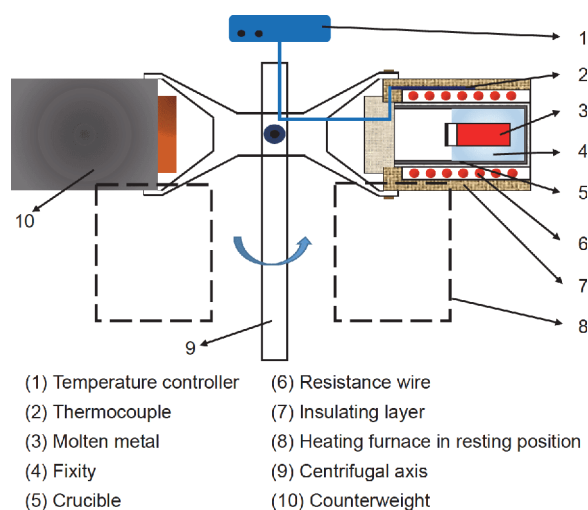 1
2
3
4
5
6
7
8
9
10
(1) Temperature controller (6) Resistance wire
(2) Thermocouple (7) Insulating layer
(3) Molten metal (8) Heating furnace in resting position
(4) Fixity (9) Centrifugal axis
(5) Crucible (10) Counterweight